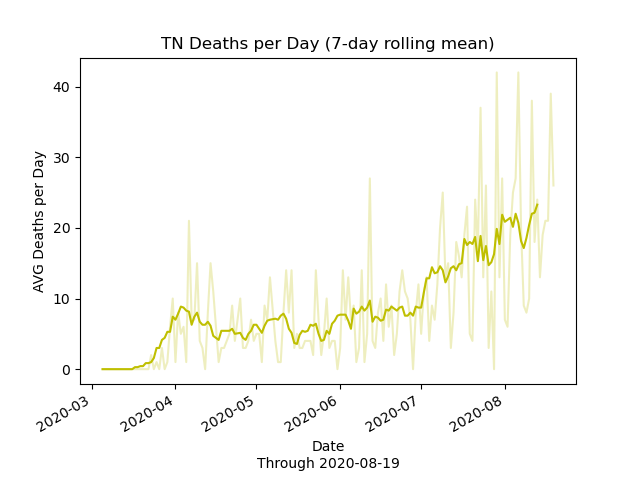 TN Deaths per Day (7-day rolling mean)
AVG Deaths per Day
40
30
20
10
0
2020-03
2020-04
2020-05
2020-06
2020-07
2020-08
Date
Through 2020-08-19